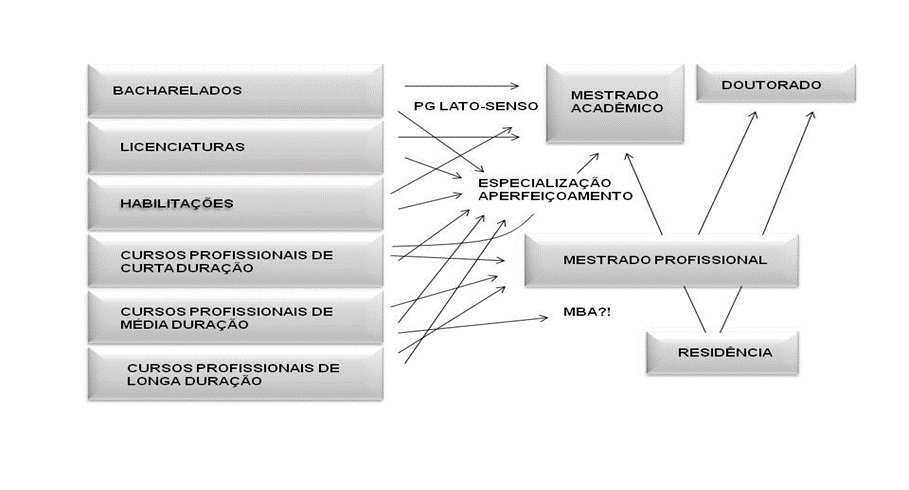 BACHARELADOS
LICENCIATURAS
HABILITAÇÕES
CURSOS PROFISSIONAIS DE
CURTA DURAÇÃO
CURSOS PROFISSIONAIS DE
MÉDIA DURAÇÃO
CURSOS PROFISSIONAIS DE
LONGA DURAÇÃO
PG LATO-SENSO
ESPECIALIZAÇÃO
APERFEIÇOAMENTO
MBA?!
MESTRADO
ACADÊMICO
DOUTORADO
MESTRADO PROFISSIONAL
RESIDÊNCIA